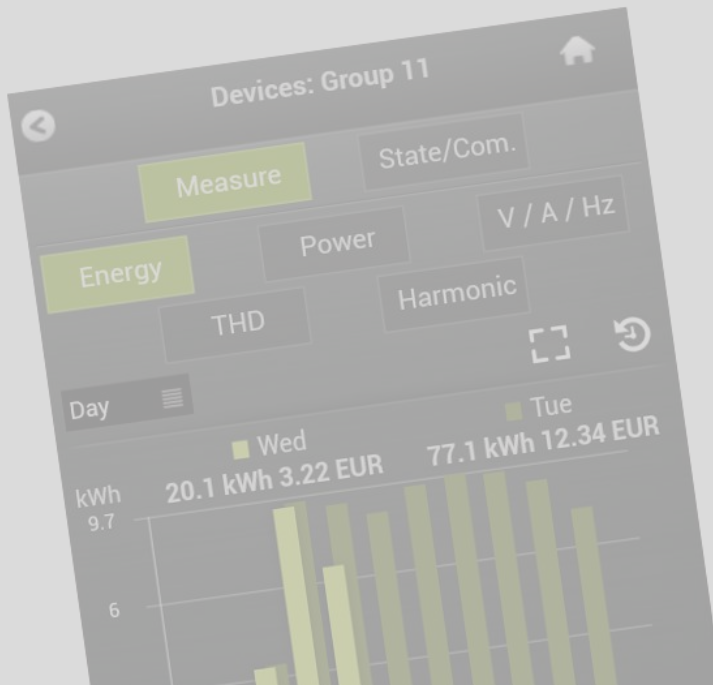 Devices: Group 11
Measure State/Com.
Energy Power V / A / Hz
THD Harmonic
Day
Wed Tue
20.1 kWh 3.22 EUR 77.1 kWh 12.34 EUR
kWh
9.7
6